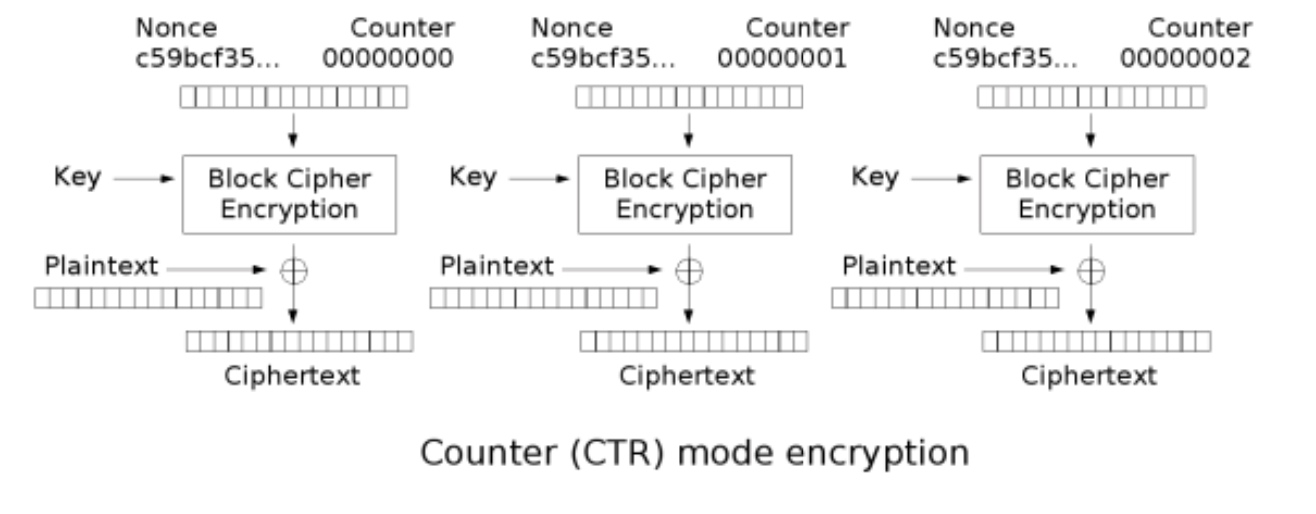 Nonce Counter Nonce Counter Nonce Counter
c59bcf35... 00000000 c59bcf35... 00000001 c59bcf35... 00000002
Key Block Cipher Key Block Cipher Key Block Cipher
Encryption Encryption Encryption
Plaintext Plaintext Plaintext
Ciphertext Ciphertext Ciphertext
Counter (CTR) mode encryption